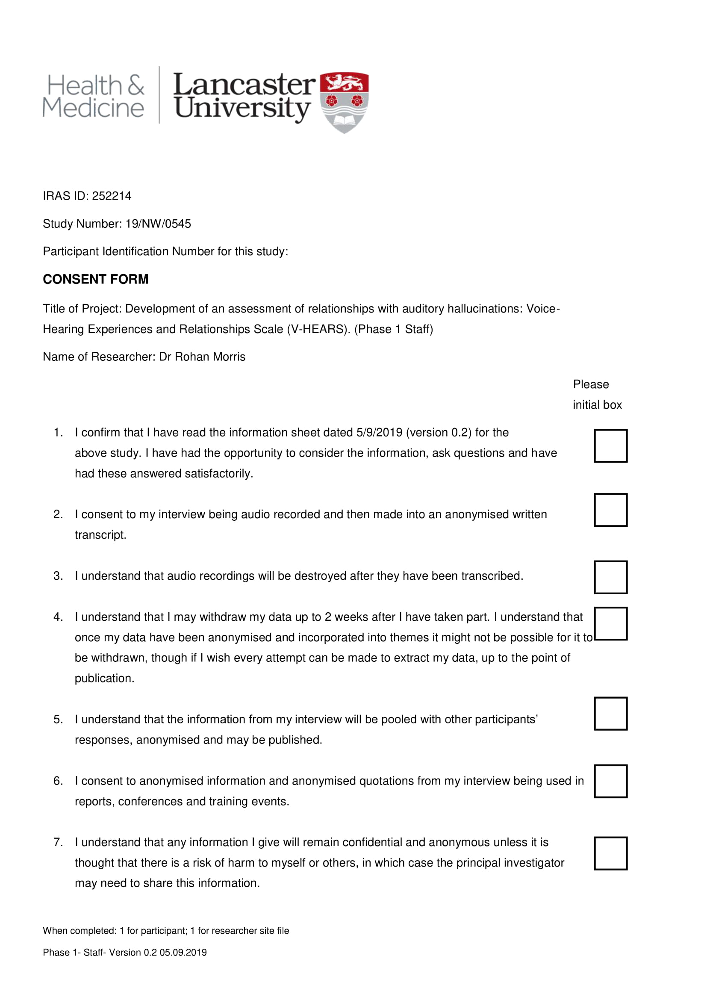 Health &
Medicine
Lancaster
University
IRAS ID: 252214
Study Number: 19/NW/0545
Participant Identification Number for this study:
CONSENT FORM
Title of Project: Development of an assessment of relationships with auditory hallucinations: Voice-
Hearing Experiences and Relationships Scale (V-HEARS). (Phase 1 Staff)
Name of Researcher: Dr Rohan Morris
Please
initial box
1. I confirm that I have read the information sheet dated 5/9/2019 (version 0.2) for the
above study. I have had the opportunity to consider the information, ask questions and have
had these answered satisfactorily.
2. I consent to my interview being audio recorded and then made into an anonymised written
transcript.
3. I understand that audio recordings will be destroyed after they have been transcribed.
4. I understand that I may withdraw my data up to 2 weeks after I have taken part. I understand that
once my data have been anonymised and incorporated into themes it might not be possible for it to
be withdrawn, though if I wish every attempt can be made to extract my data, up to the point of
publication.
5. I understand that the information from my interview will be pooled with other participants’
responses, anonymised and may be published.
6. I consent to anonymised information and anonymised quotations from my interview being used in
reports, conferences and training events.
7. I understand that any information I give will remain confidential and anonymous unless it is
thought that there is a risk of harm to myself or others, in which case the principal investigator
may need to share this information.
When completed: 1 for participant; 1 for researcher site file
Phase 1- Staff- Version 0.2 05.09.2019